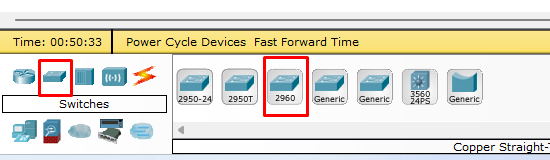 Time: 00:50:33 Power Cycle Devices Fast Forward Time
Switches
2950-24 2950T 2960 Generic Generic 3560 24PS Generic
Copper Straight-